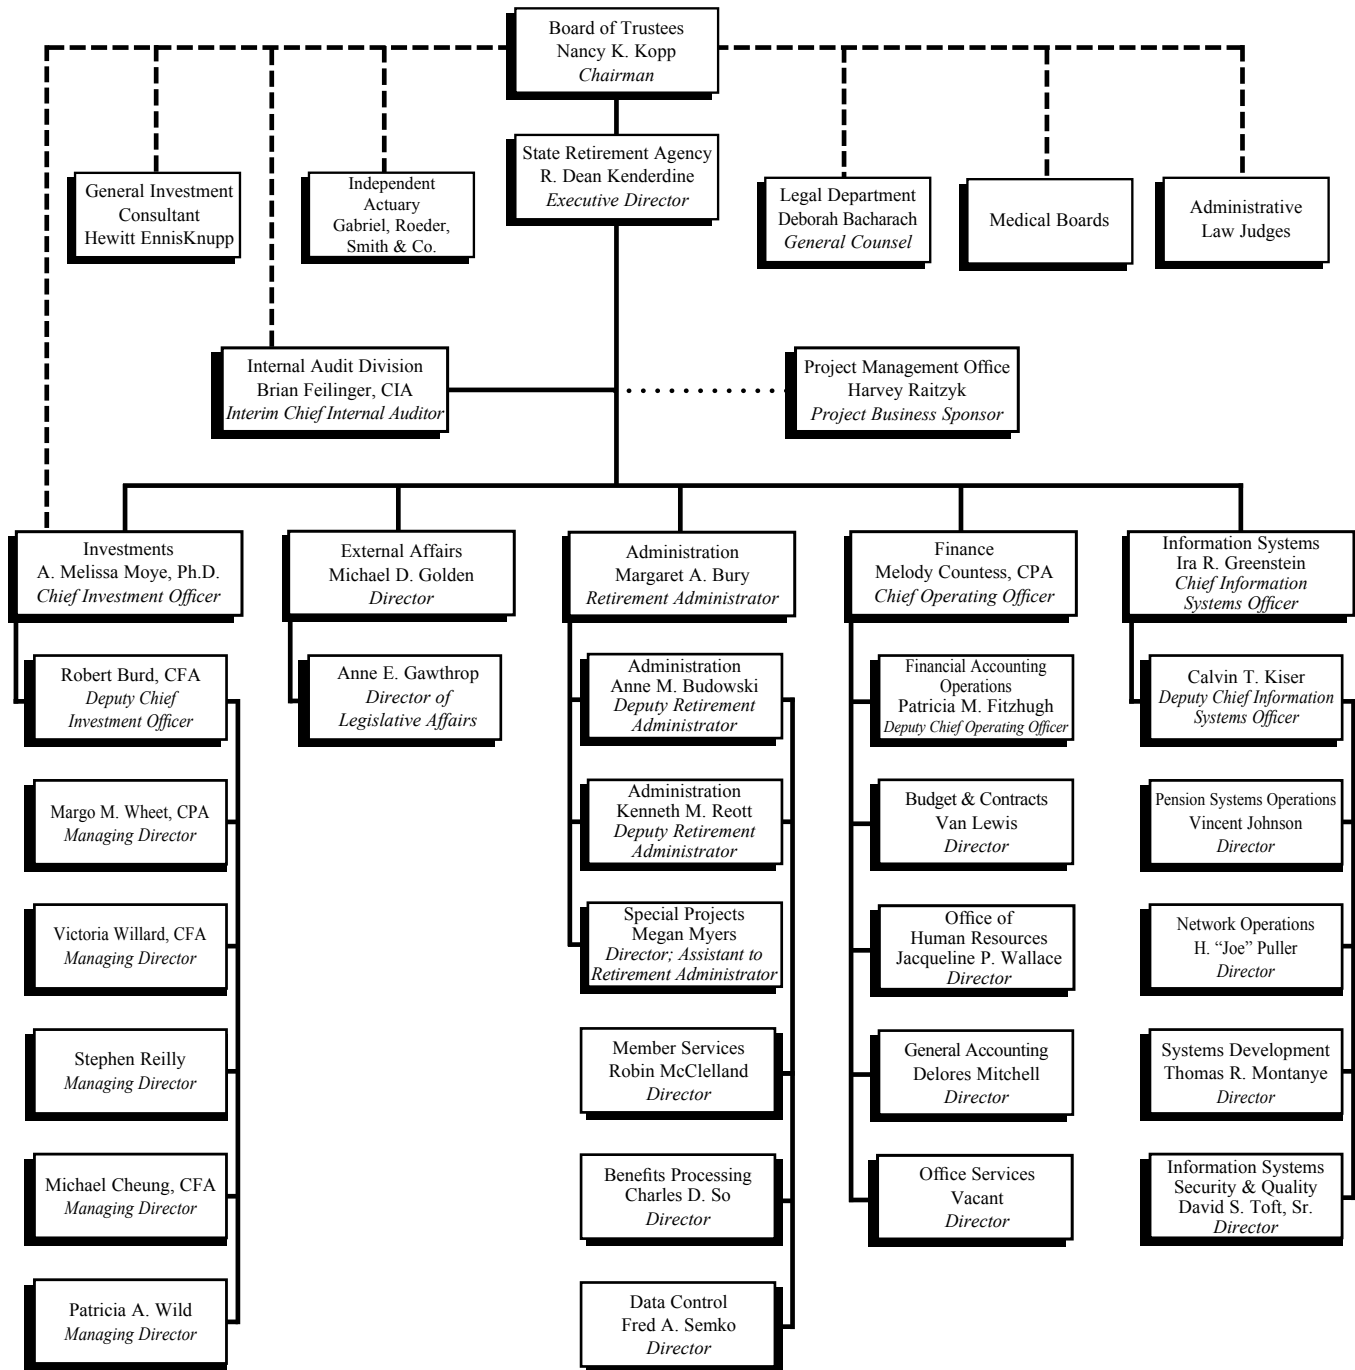 Board of Trustees
Nancy K. Kopp
Chairman
State Retirement Agency
R. Dean Kenderdine
Executive Director
General Investment
Consultant
Hewitt EnnisKnupp
Independent
Actuary
Gabriel, Roeder,
Smith & Co.
Legal Department
Deborah Bacharach
General Counsel
Medical Boards
Administrative
Law Judges
Internal Audit Division
Brian Feilinger, CIA
Interim Chief Internal Auditor
Project Management Office
Harvey Raitzyk
Project Business Sponsor
Investments
A. Melissa Moye, Ph.D.
Chief Investment Officer
External Affairs
Michael D. Golden
Director
Administration
Margaret A. Bury
Retirement Administrator
Finance
Melody Countess, CPA
Chief Operating Officer
Information Systems
Ira R. Greenstein
Chief Information
Systems Officer
Robert Burd, CFA
Deputy Chief
Investment Officer
Margo M. Wheet, CPA
Managing Director
Victoria Willard, CFA
Managing Director
Stephen Reilly
Managing Director
Michael Cheung, CFA
Managing Director
Patricia A. Wild
Managing Director
Anne E. Gawthrop
Director of
Legislative Affairs
Administration
Anne M. Budowski
Deputy Retirement
Administrator
Administration
Kenneth M. Reott
Deputy Retirement
Administrator
Special Projects
Megan Myers
Director; Assistant to
Retirement Administrator
Member Services
Robin McClelland
Director
Benefits Processing
Charles D. So
Director
Data Control
Fred A. Semko
Director
Financial Accounting
Operations
Patricia M. Fitzhugh
Deputy Chief Operating Officer
Budget & Contracts
Van Lewis
Director
Office of
Human Resources
Jacqueline P. Wallace
Director
General Accounting
Delores Mitchell
Director
Office Services
Vacant
Director
Calvin T. Kiser
Deputy Chief Information
Systems Officer
Pension Systems Operations
Vincent Johnson
Director
Network Operations
H. “Joe” Puller
Director
Systems Development
Thomas R. Montanye
Director
Information Systems
Security & Quality
David S. Toft, Sr.
Director